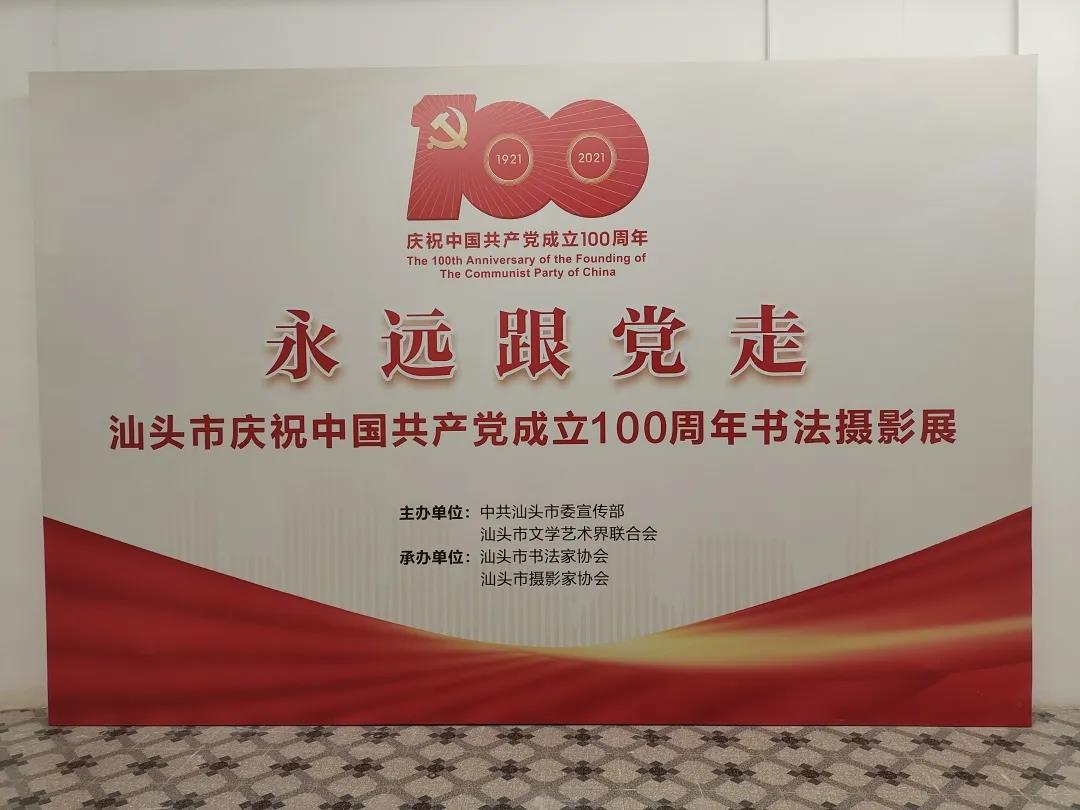 100
1921
2021
庆祝中国共产党成立100周年
The 100th Anniversary of the Founding of
The Communist Party of China
永远跟党走
汕头市庆祝中国共产党成立100周年书法摄影展
主办单位：中共汕头市委宣传部
汕头市文学艺术界联合会
承办单位：汕头市书法家协会
汕头市摄影家协会